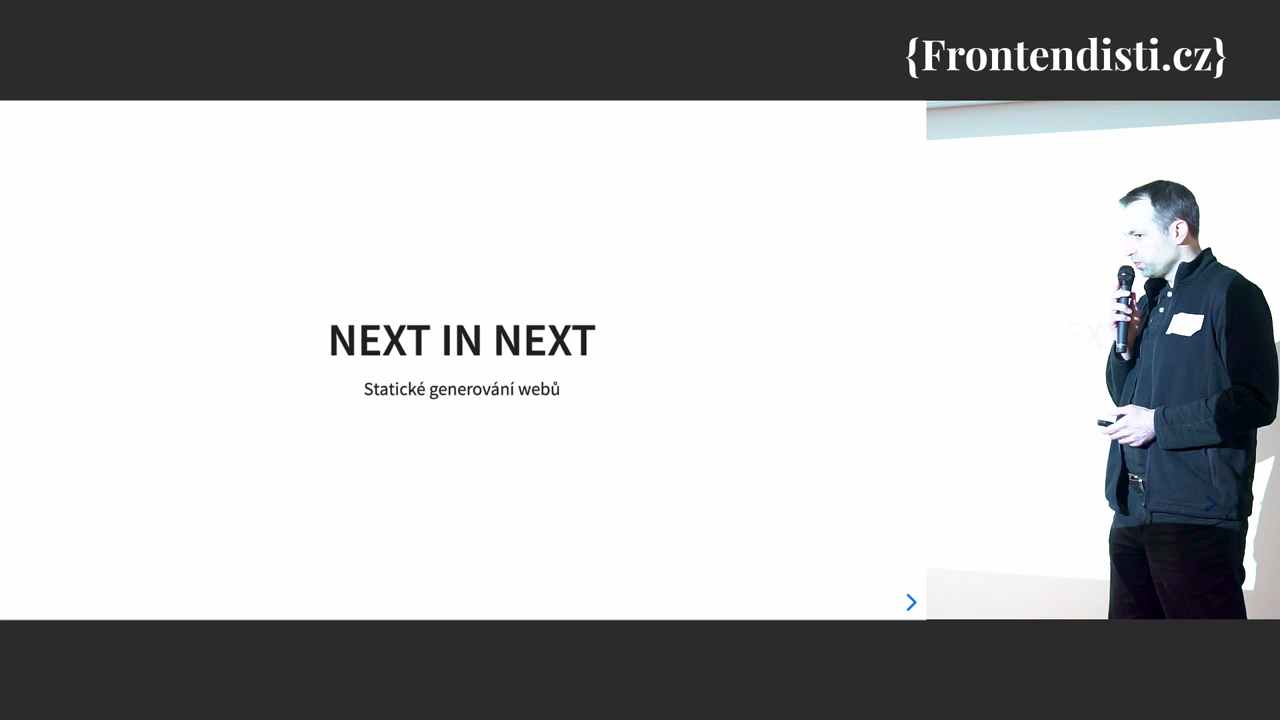 {Frontendisti.cz}
NEXT IN NEXT
Statické generování webů